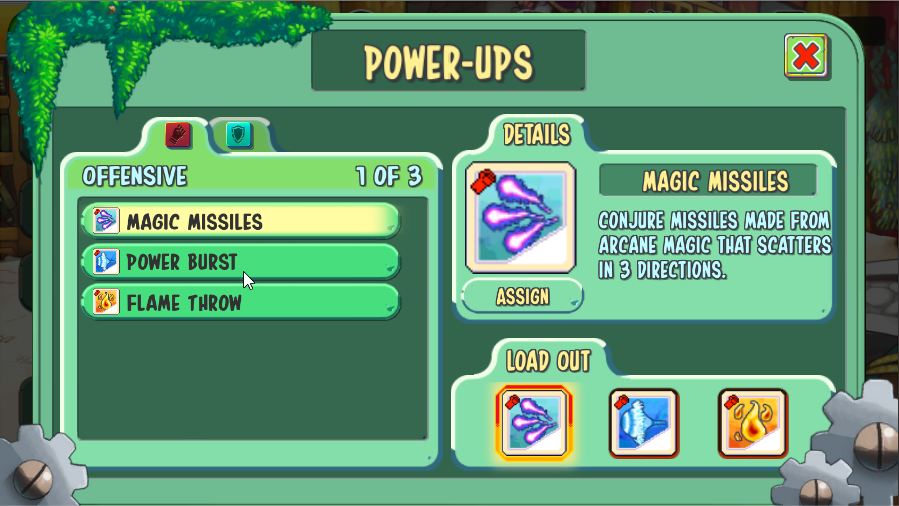 POWER-UPS
OFFENSIVE 1 OF 3
MAGIC MISSILES
POWER BURST
FLAME THROW
DETAILS
MAGIC MISSILES
CONJURE MISSILES MADE FROM
ARCANE MAGIC THAT SCATTERS
IN 3 DIRECTIONS.
ASSIGN
LOAD OUT